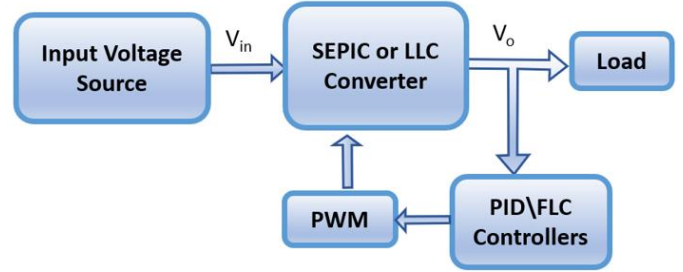 Input Voltage
Source
Vin
SEPIC or LLC
Converter
Vo
Load
PWM
PID\FLC
Controllers